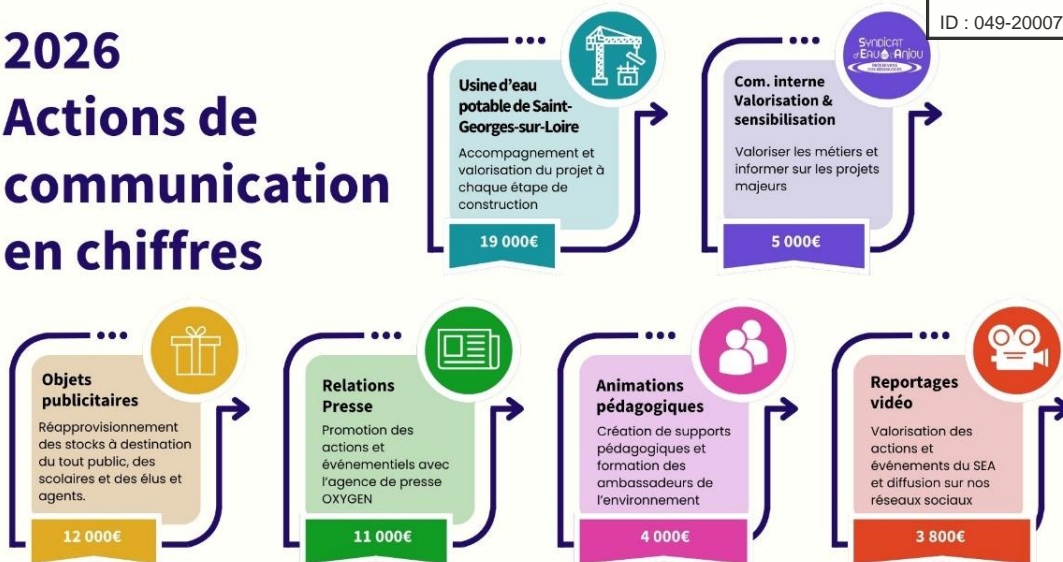 ID : 049-20007
2026
Actions de
communication
en chiffres
Usine d'eau
potable de Saint-
Georges-sur-Loire
Accompagnement et
valorisation du projet à
chaque étape de
construction
19 000€
SYNDICAT
d'EAU de l'ANJOU
Com. interne
Valorisation &
sensibilisation
Valoriser les métiers et
informer sur les projets
majeurs
5 000€
Objets
publicitaires
Réapprovisionnement
des stocks à destination
du tout public, des
scolaires et des élus et
agents.
12 000€
Relations
Presse
Promotion des
actions et
événementiels avec
l'agence de presse
OXYGEN
11 000€
Animations
pédagogiques
Création de supports
pédagogiques et
formation des
ambassadeurs de
l'environnement
4 000€
Reportages
vidéo
Valorisation des
actions et
événements du SEA
et diffusion sur nos
réseaux sociaux
3 800€